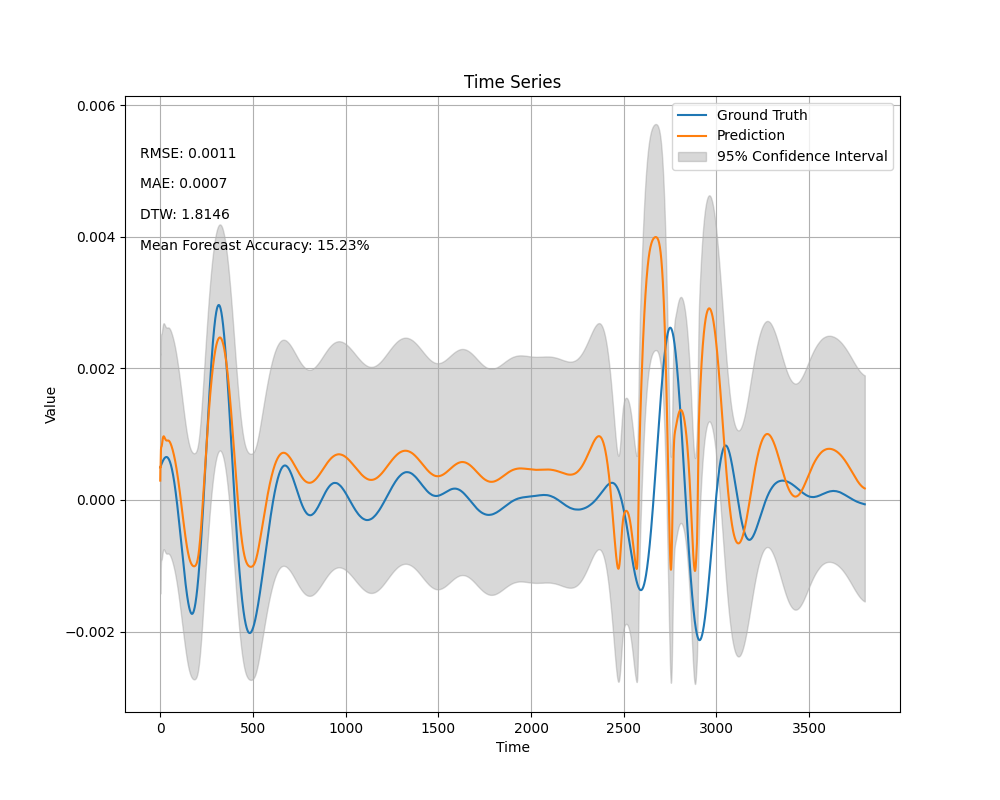 Time Series
0.006
0.004
0.002
0.000
−0.002
Value
RMSE: 0.0011
MAE: 0.0007
DTW: 1.8146
Mean Forecast Accuracy: 15.23%
Ground Truth
Prediction
95% Confidence Interval
0 500 1000 1500 2000 2500 3000 3500
Time